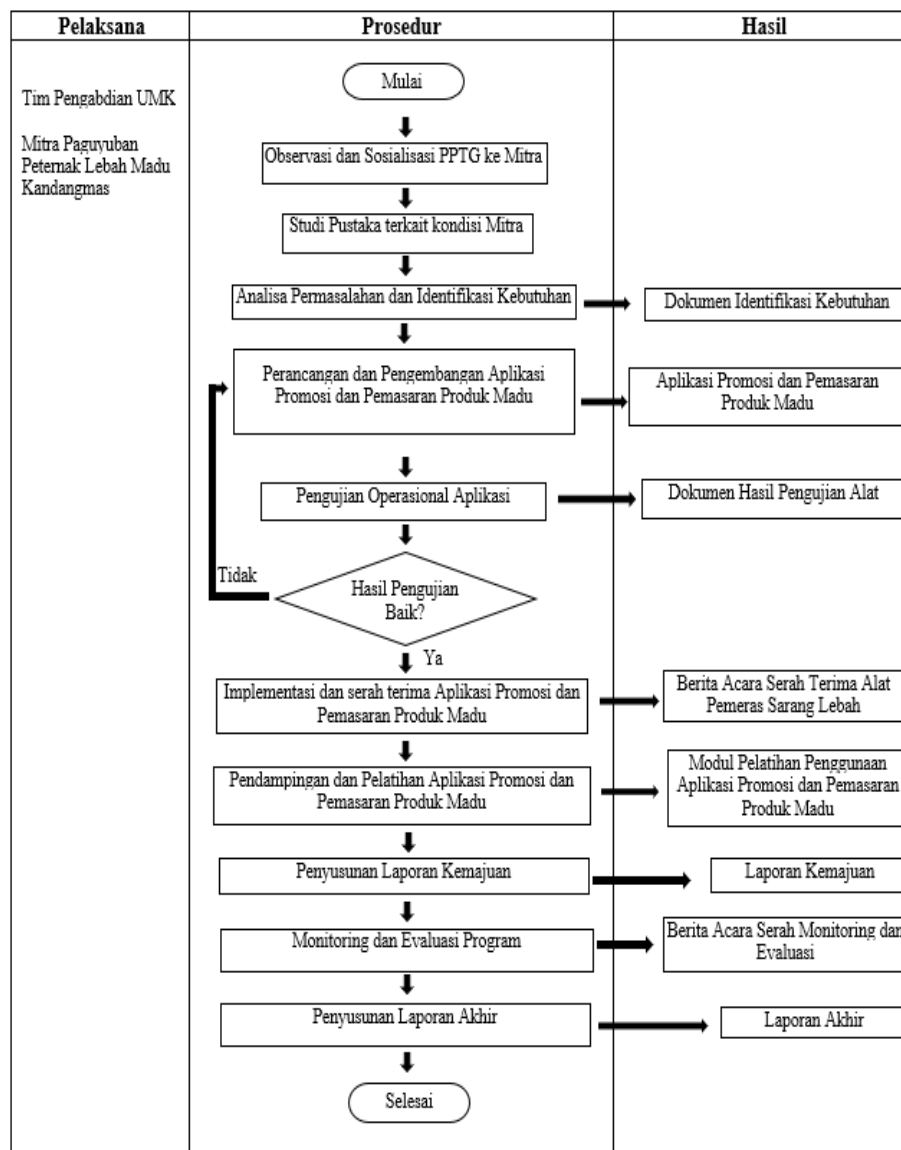 Pelaksana
Prosedur
Hasil
Tim Pengabdian UMK
Mitra Paguyuban
Peternak Lebah Madu
Kandangmas
Mulai
Observasi dan Sosialisasi PPTG ke Mitra
Studi Pustaka terkait kondisi Mitra
Analisa Permasalahan dan Identifikasi Kebutuhan
Dokumen Identifikasi Kebutuhan
Perancangan dan Pengembangan Aplikasi
Promosi dan Pemasaran Produk Madu
Aplikasi Promosi dan Pemasaran
Produk Madu
Pengujian Operasional Aplikasi
Dokumen Hasil Pengujian Alat
Tidak
Hasil Pengujian
Baik?
Ya
Implementasi dan serah terima Aplikasi Promosi dan
Pemasaran Produk Madu
Berita Acara Serah Terima Alat
Pemeras Sarang Lebah
Pendampingan dan Pelatihan Aplikasi Promosi dan
Pemasaran Produk Madu
Modul Pelatihan Penggunaan
Aplikasi Promosi dan Pemasaran
Produk Madu
Penyusunan Laporan Kemajuan
Laporan Kemajuan
Monitoring dan Evaluasi Program
Berita Acara Serah Monitoring dan
Evaluasi
Penyusunan Laporan Akhir
Laporan Akhir
Selesai